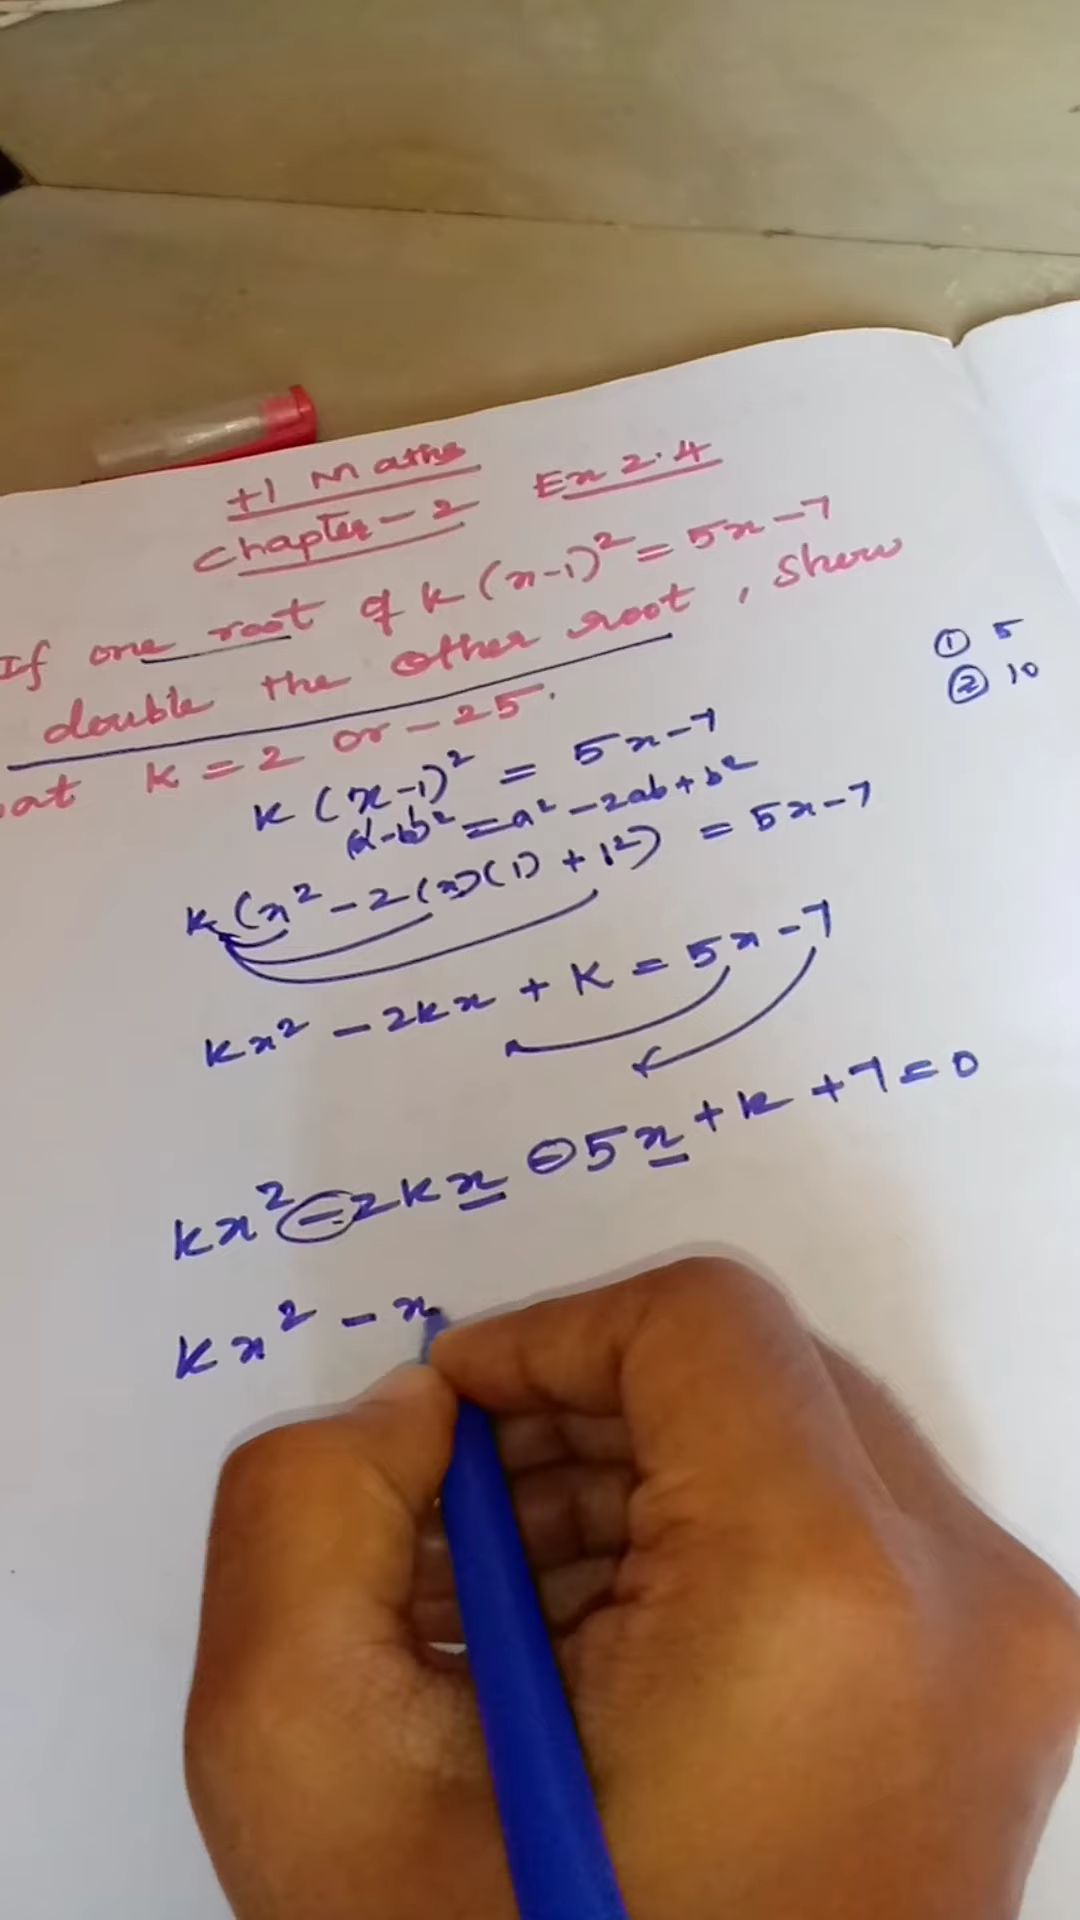 +1 Maths
Chapter - 2 Ex 2.4
If one root of k(x-1)² = 5x-7
double the other root, show
at k = 2 or -25.
① 5
② 10
k(x-1)² = 5x-7
(a-b)² = a² - 2ab + b²
k(x² - 2(x)(1) + 1²) = 5x-7
kx² - 2kx + k = 5x-7
kx² - 2kx - 5x + k + 7 = 0
kx² - x